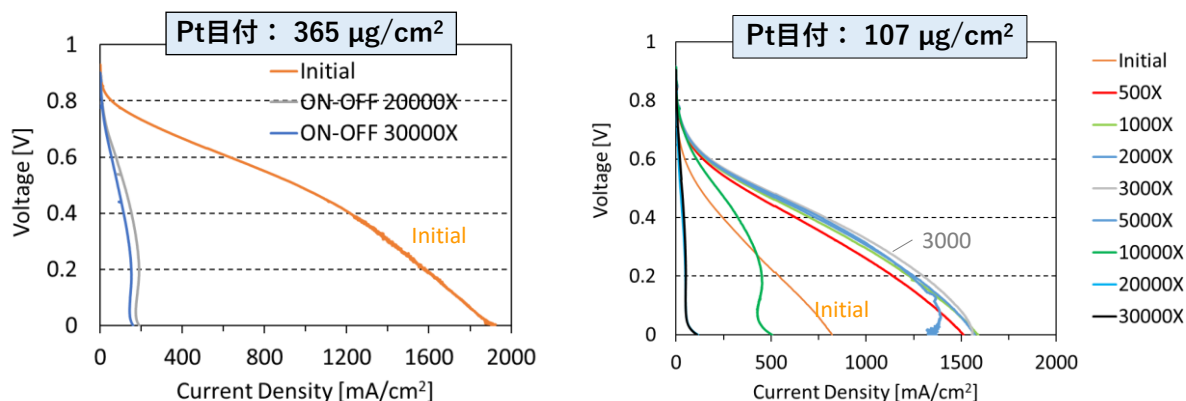 Pt目付： 365 µg/cm²
1
0.8
0.6
0.4
0.2
0
Voltage [V]
Initial
ON-OFF 20000X
ON-OFF 30000X
Initial
0 400 800 1200 1600 2000
Current Density [mA/cm²]
Pt目付： 107 µg/cm²
1
0.8
0.6
0.4
0.2
0
Voltage [V]
3000
Initial
0 500 1000 1500 2000
Current Density [mA/cm²]
Initial
500X
1000X
2000X
3000X
5000X
10000X
20000X
30000X